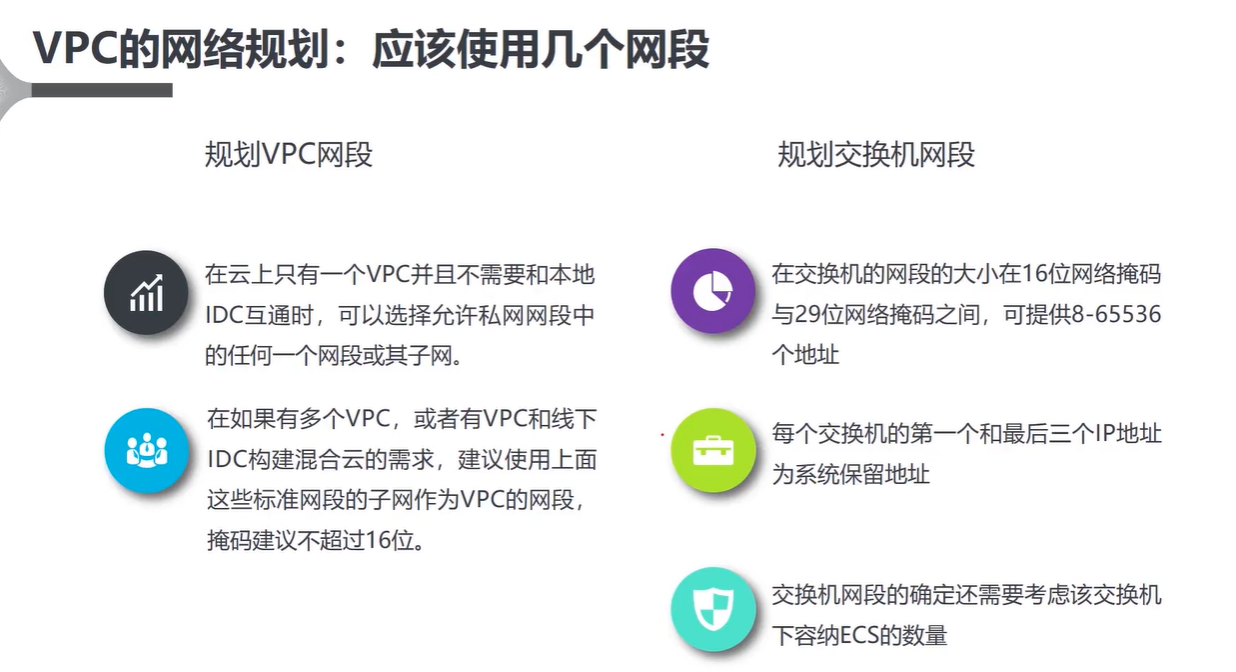 VPC的网络规划：应该使用几个网段
规划VPC网段
在云上只有一个VPC并且不需要和本地
IDC互通时，可以选择允许私网网段中
的任何一个网段或其子网。
在如果有多个VPC，或者有VPC和线下
IDC构建混合云的需求，建议使用上面
这些标准网段的子网作为VPC的网段，
掩码建议不超过16位。
规划交换机网段
在交换机的网段的大小在16位网络掩码
与29位网络掩码之间，可提供8-65536
个地址
每个交换机的第一个和最后三个IP地址
为系统保留地址
交换机网段的确定还需要考虑该交换机
下容纳ECS的数量